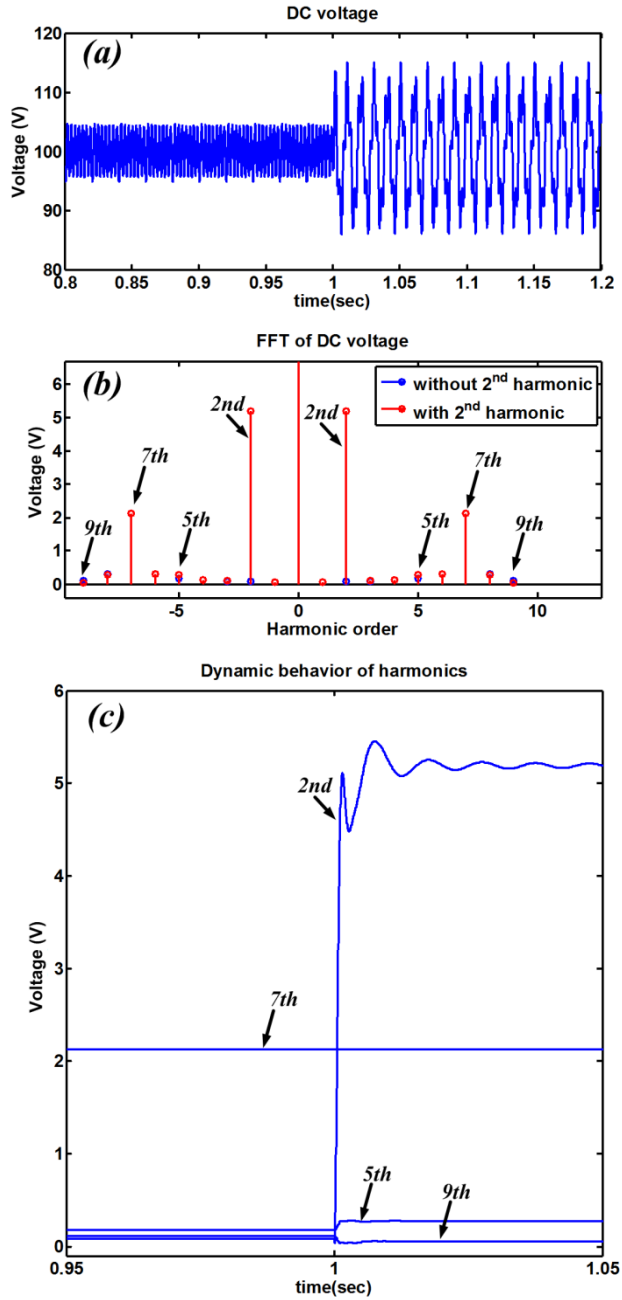 DC voltage
(a)
Voltage (V)
120
110
100
90
80
0.8
0.85
0.9
0.95
1
1.05
1.1
1.15
1.2
time(sec)
FFT of DC voltage
(b)
Voltage (V)
6
5
4
3
2
1
0
without 2nd harmonic
with 2nd harmonic
2nd
2nd
7th
7th
9th
5th
5th
9th
-5
0
5
10
Harmonic order
Dynamic behavior of harmonics
(c)
Voltage (V)
6
5
4
3
2
1
0
2nd
7th
5th
9th
0.95
1
1.05
time(sec)